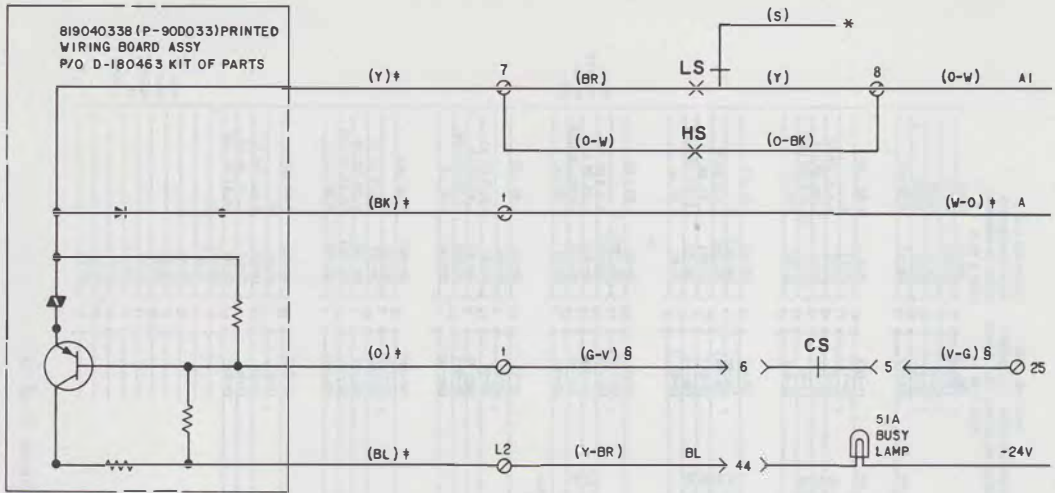 819040338 (P-90D033) PRINTED
WIRING BOARD ASSY
P/O D-180463 KIT OF PARTS
(S) *
(Y)‡ 7 (BR) LS (Y) 8 (O-W) A1
(O-W) HS (O-BK)
(BK)‡ † (W-O)‡ A
(O)‡ † (G-V)§ 6 CS 5 (V-G)§ 25
51A
BUSY
LAMP
(BL)‡ L2 (Y-BR) BL 44 -24V